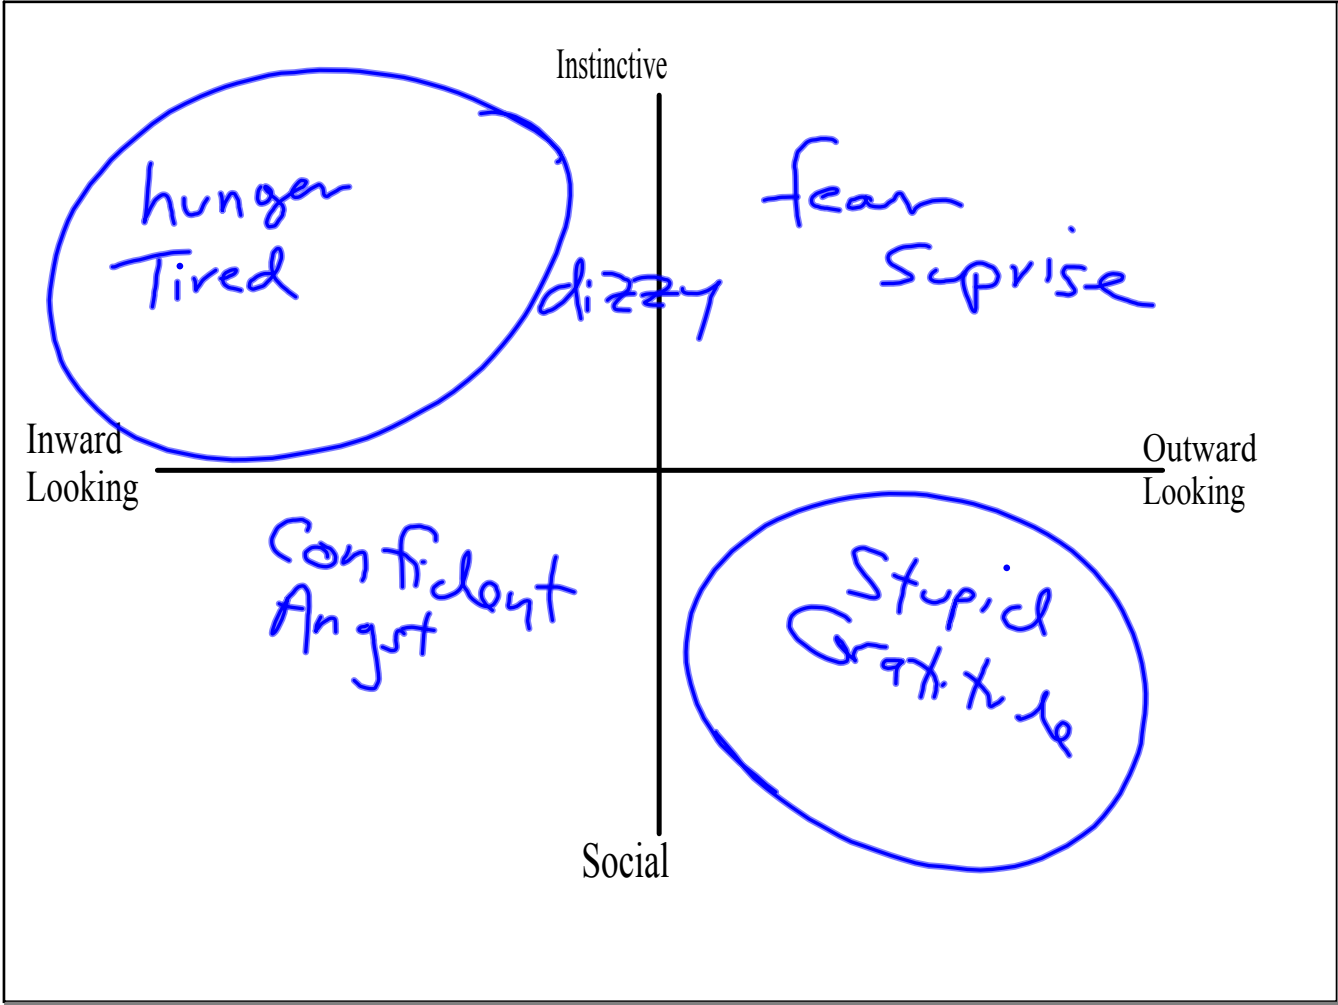 Instinctive
hunger
Tired
fear
Suprise
dizzy
Inward
Looking
Outward
Looking
Confident
Angst
Stupid
Gratitude
Social